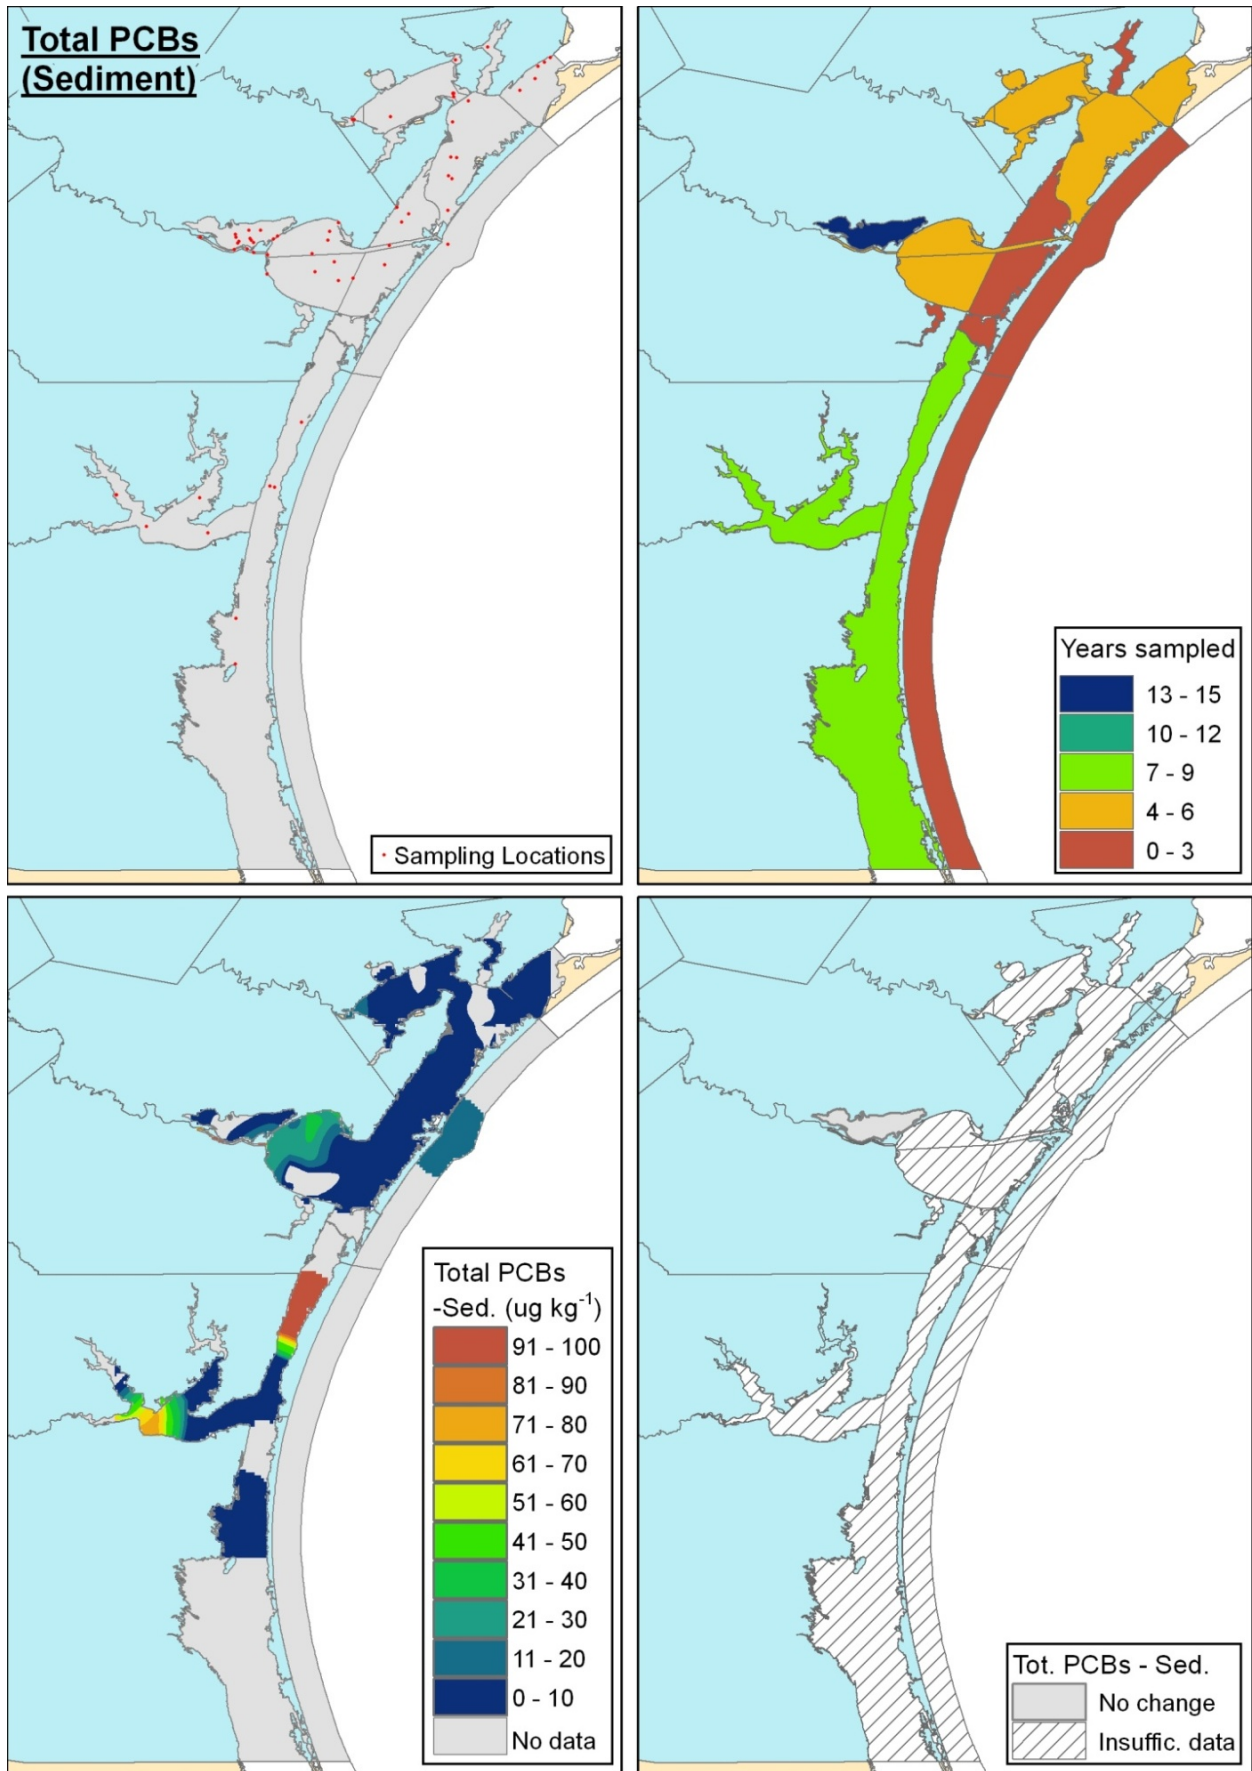 Total PCBs
(Sediment)
Sampling Locations
Years sampled
13 - 15
10 - 12
7 - 9
4 - 6
0 - 3
Total PCBs
-Sed. (ug kg⁻¹)
91 - 100
81 - 90
71 - 80
61 - 70
51 - 60
41 - 50
31 - 40
21 - 30
11 - 20
0 - 10
No data
Tot. PCBs - Sed.
No change
Insuffic. data